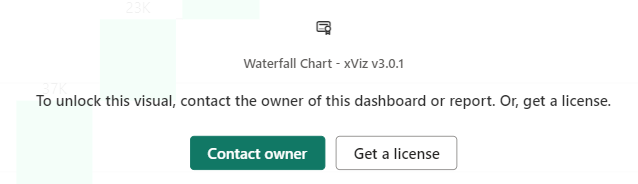 23K
Waterfall Chart - xViz v3.0.1
37K
To unlock this visual, contact the owner of this dashboard or report. Or, get a license.
Contact owner
Get a license